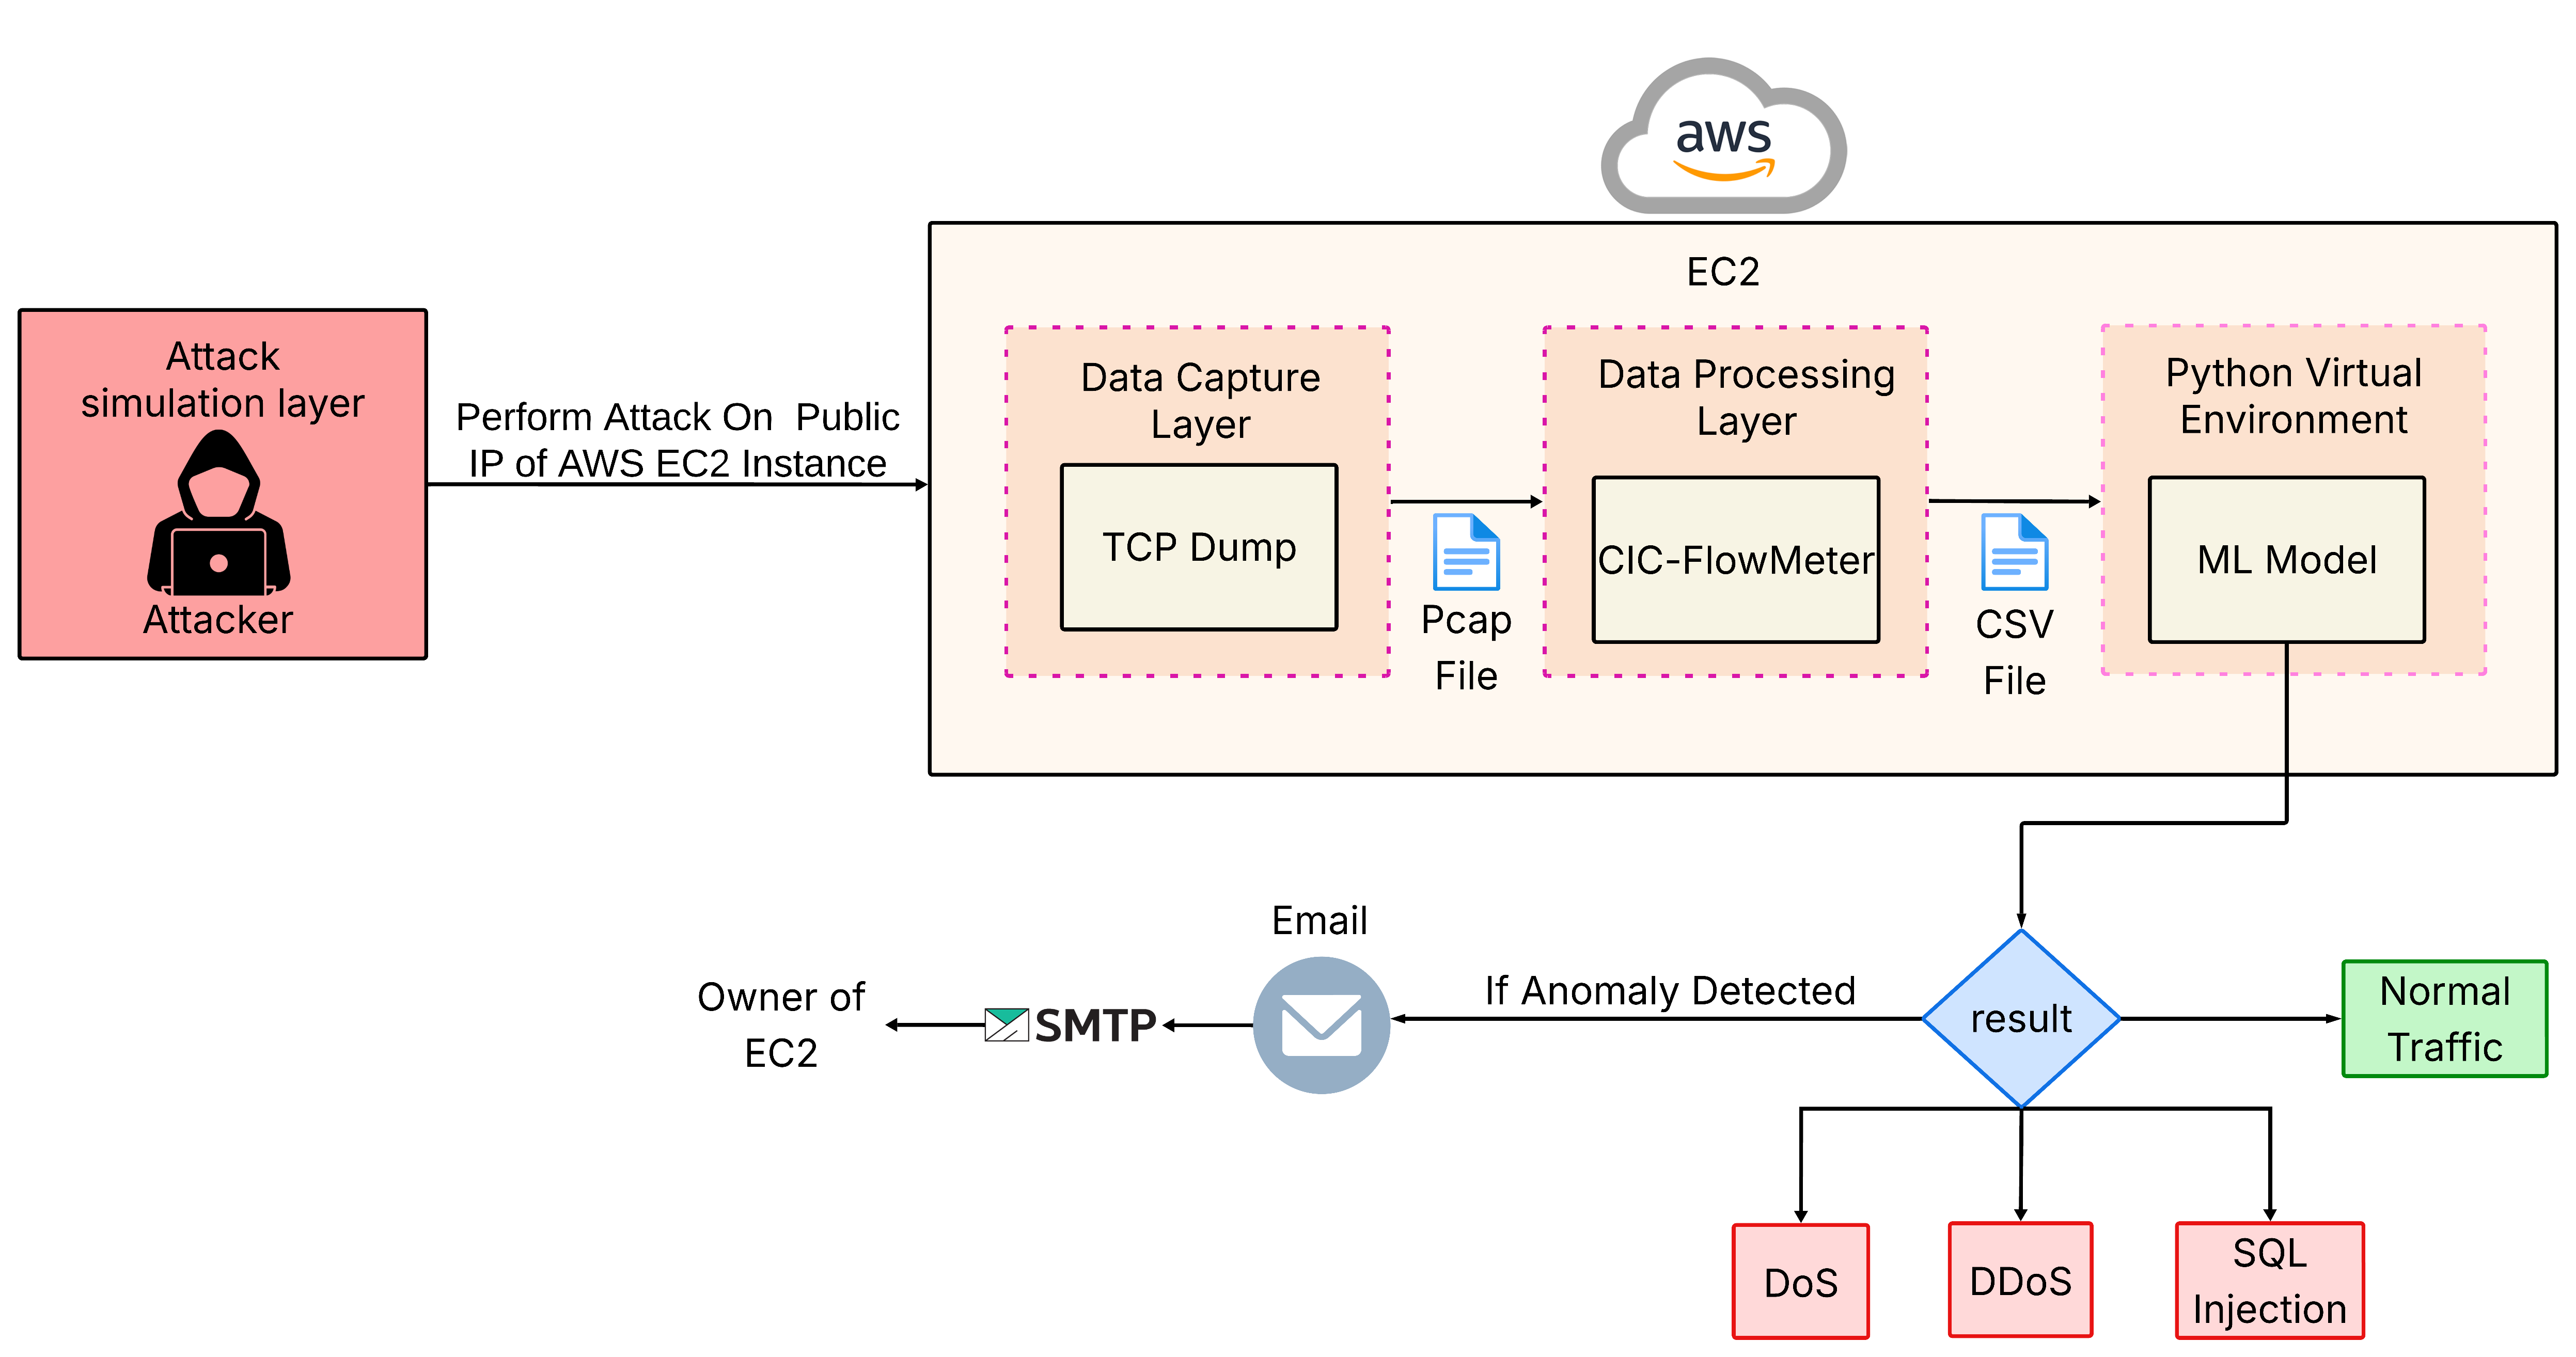 aws
EC2
Attack
simulation layer
Attacker
Perform Attack On  Public
IP of AWS EC2 Instance
Data Capture
Layer
TCP Dump
Pcap
File
Data Processing
Layer
CIC-FlowMeter
CSV
File
Python Virtual
Environment
ML Model
Email
Owner of
EC2
SMTP
If Anomaly Detected
result
Normal
Traffic
DoS
DDoS
SQL
Injection